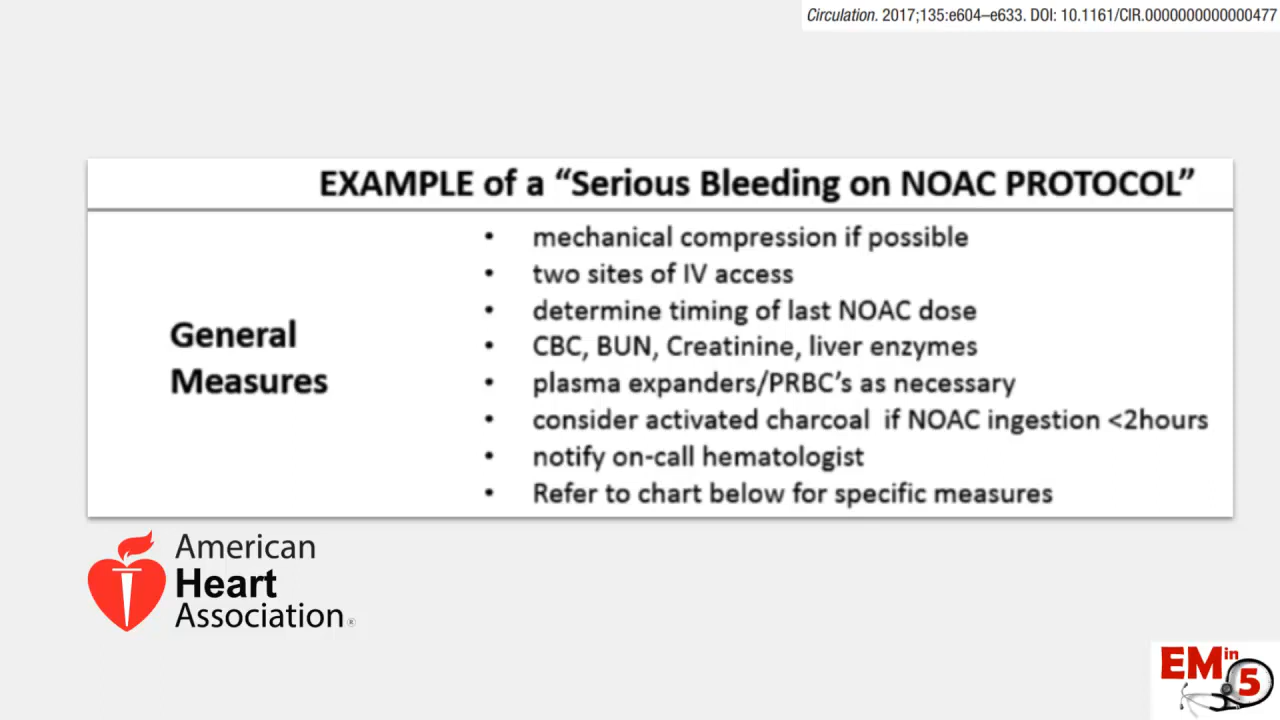 Circulation. 2017;135:e604–e633. DOI: 10.1161/CIR.0000000000000477
EXAMPLE of a “Serious Bleeding on NOAC PROTOCOL”
General
Measures
• mechanical compression if possible
• two sites of IV access
• determine timing of last NOAC dose
• CBC, BUN, Creatinine, liver enzymes
• plasma expanders/PRBC’s as necessary
• consider activated charcoal if NOAC ingestion <2hours
• notify on-call hematologist
• Refer to chart below for specific measures
American
Heart
Association®
EM in 5